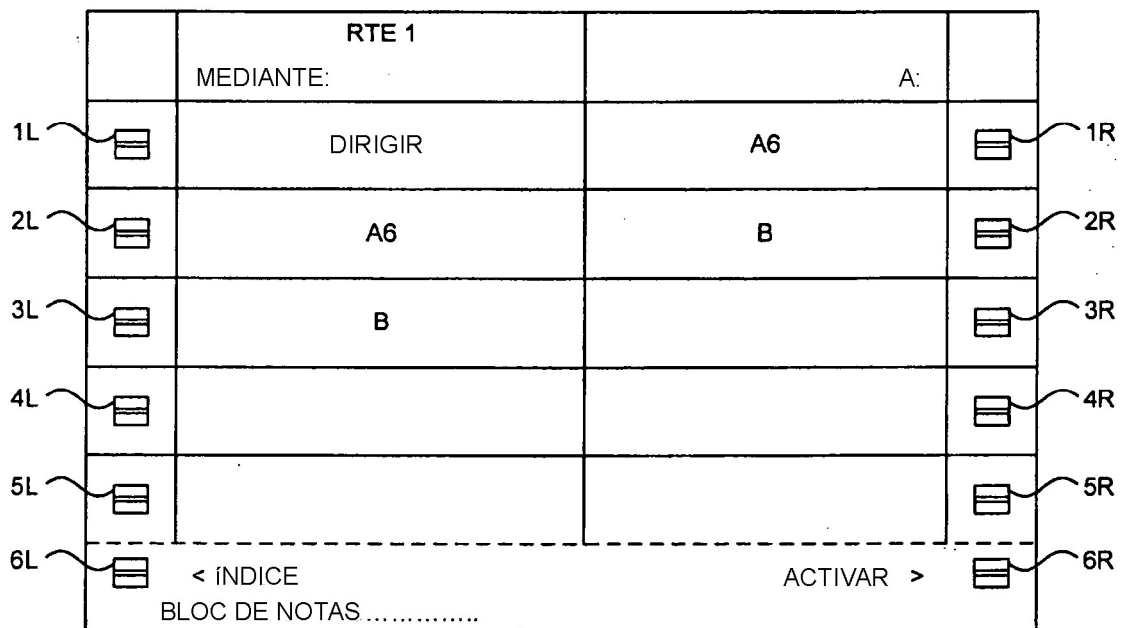 RTE 1
MEDIANTE: A:
1L DIRIGIR A6 1R
2L A6 B 2R
3L B 3R
4L 4R
5L 5R
6L < íNDICE ACTIVAR > 6R
BLOC DE NOTAS ...............